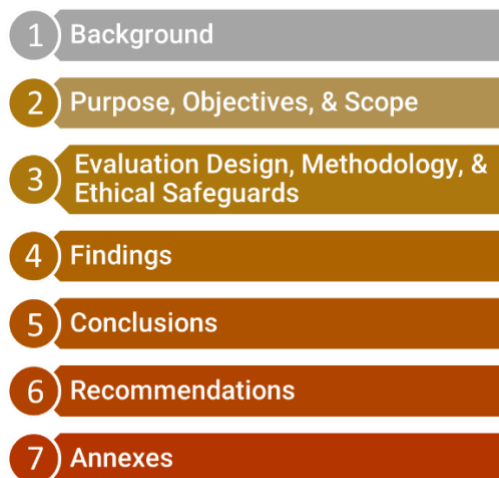 1 Background
2 Purpose, Objectives, & Scope
3 Evaluation Design, Methodology, &
Ethical Safeguards
4 Findings
5 Conclusions
6 Recommendations
7 Annexes